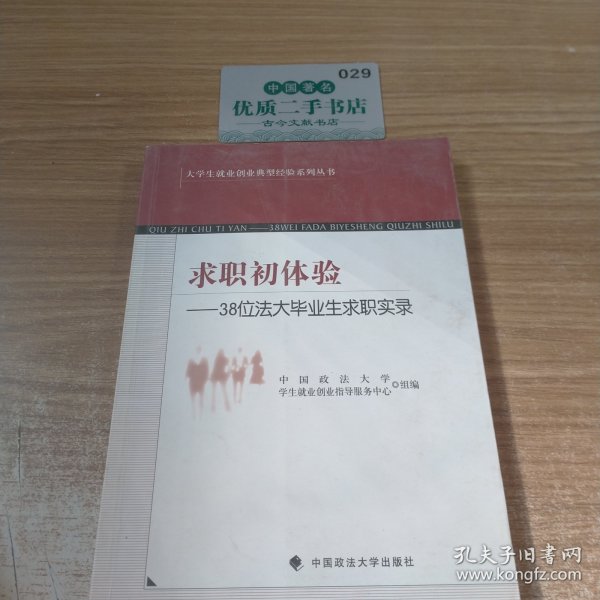 029
中国著名
优质二手书店
古今文献书店
大学生就业创业典型经验系列丛书
QIU ZHI CHU TI YAN——38WEI FADA BIYESHENG QIUZHI SHILU
求职初体验
——38位法大毕业生求职实录
中国政法大学
学生就业创业指导服务中心 组编
中国政法大学出版社
孔夫子旧书网
www.kongfz.com